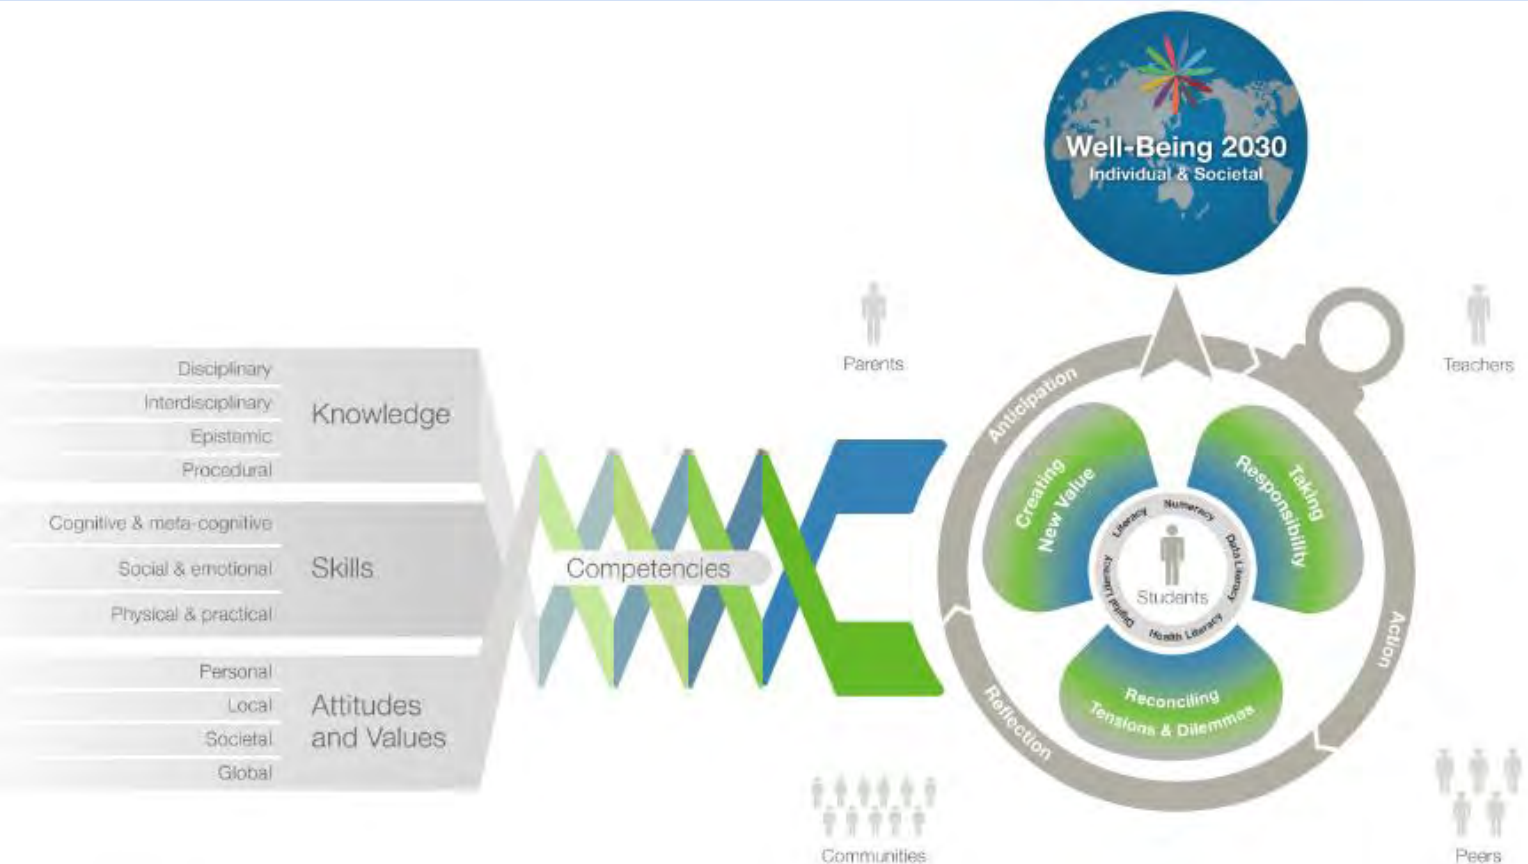 Well-Being 2030
Individual & Societal
Parents
Teachers
Disciplinary
Interdisciplinary
Epistemic
Procedural
Knowledge
Cognitive & meta-cognitive
Social & emotional
Physical & practical
Skills
Personal
Local
Societal
Global
Attitudes
and Values
Competencies
Anticipation
Action
Reflection
Creating
New Value
Taking
Responsibility
Reconciling
Tensions & Dilemmas
Literacy
Numeracy
Data Literacy
Health Literacy
Digital Literacy
Students
Communities
Peers